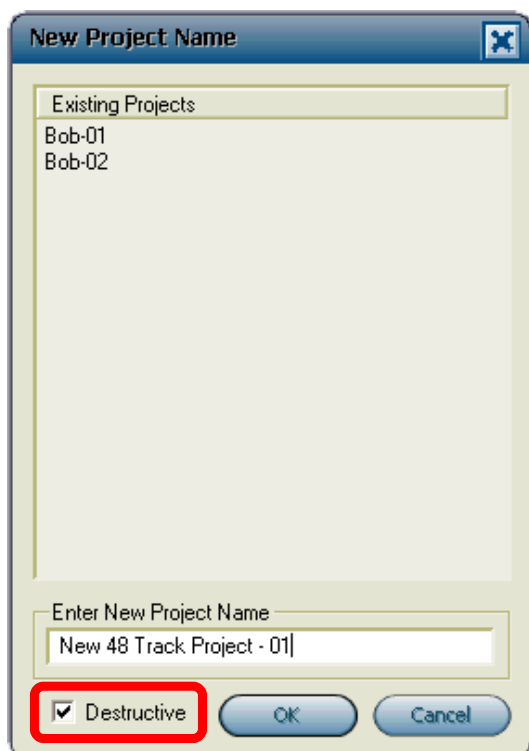 New Project Name
Existing Projects
Bob-01
Bob-02
Enter New Project Name
New 48 Track Project - 01
Destructive OK Cancel